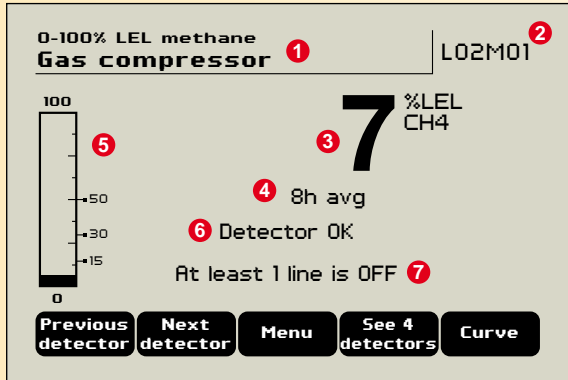 0-100% LEL methane
Gas compressor
1
L02M01
2
100
5
50
30
15
0
3
7
%LEL
CH4
4
8h avg
6
Detector OK
At least 1 line is OFF
7
Previous detector
Next detector
Menu
See 4 detectors
Curve